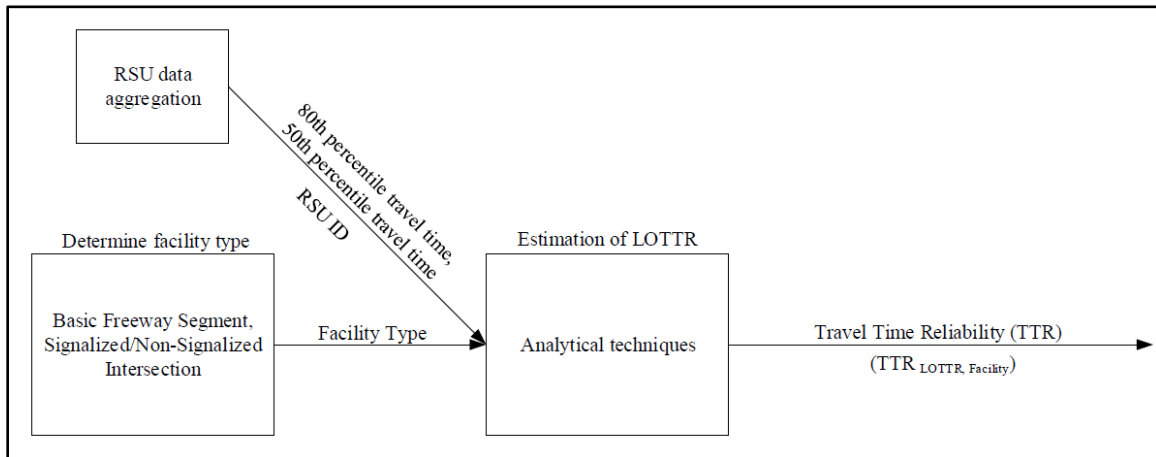 RSU data
aggregation
80th percentile travel time,
50th percentile travel time
RSU ID
Determine facility type
Basic Freeway Segment,
Signalized/Non-Signalized
Intersection
Facility Type
Estimation of LOTTR
Analytical techniques
Travel Time Reliability (TTR)
(TTR LOTTR, Facility)